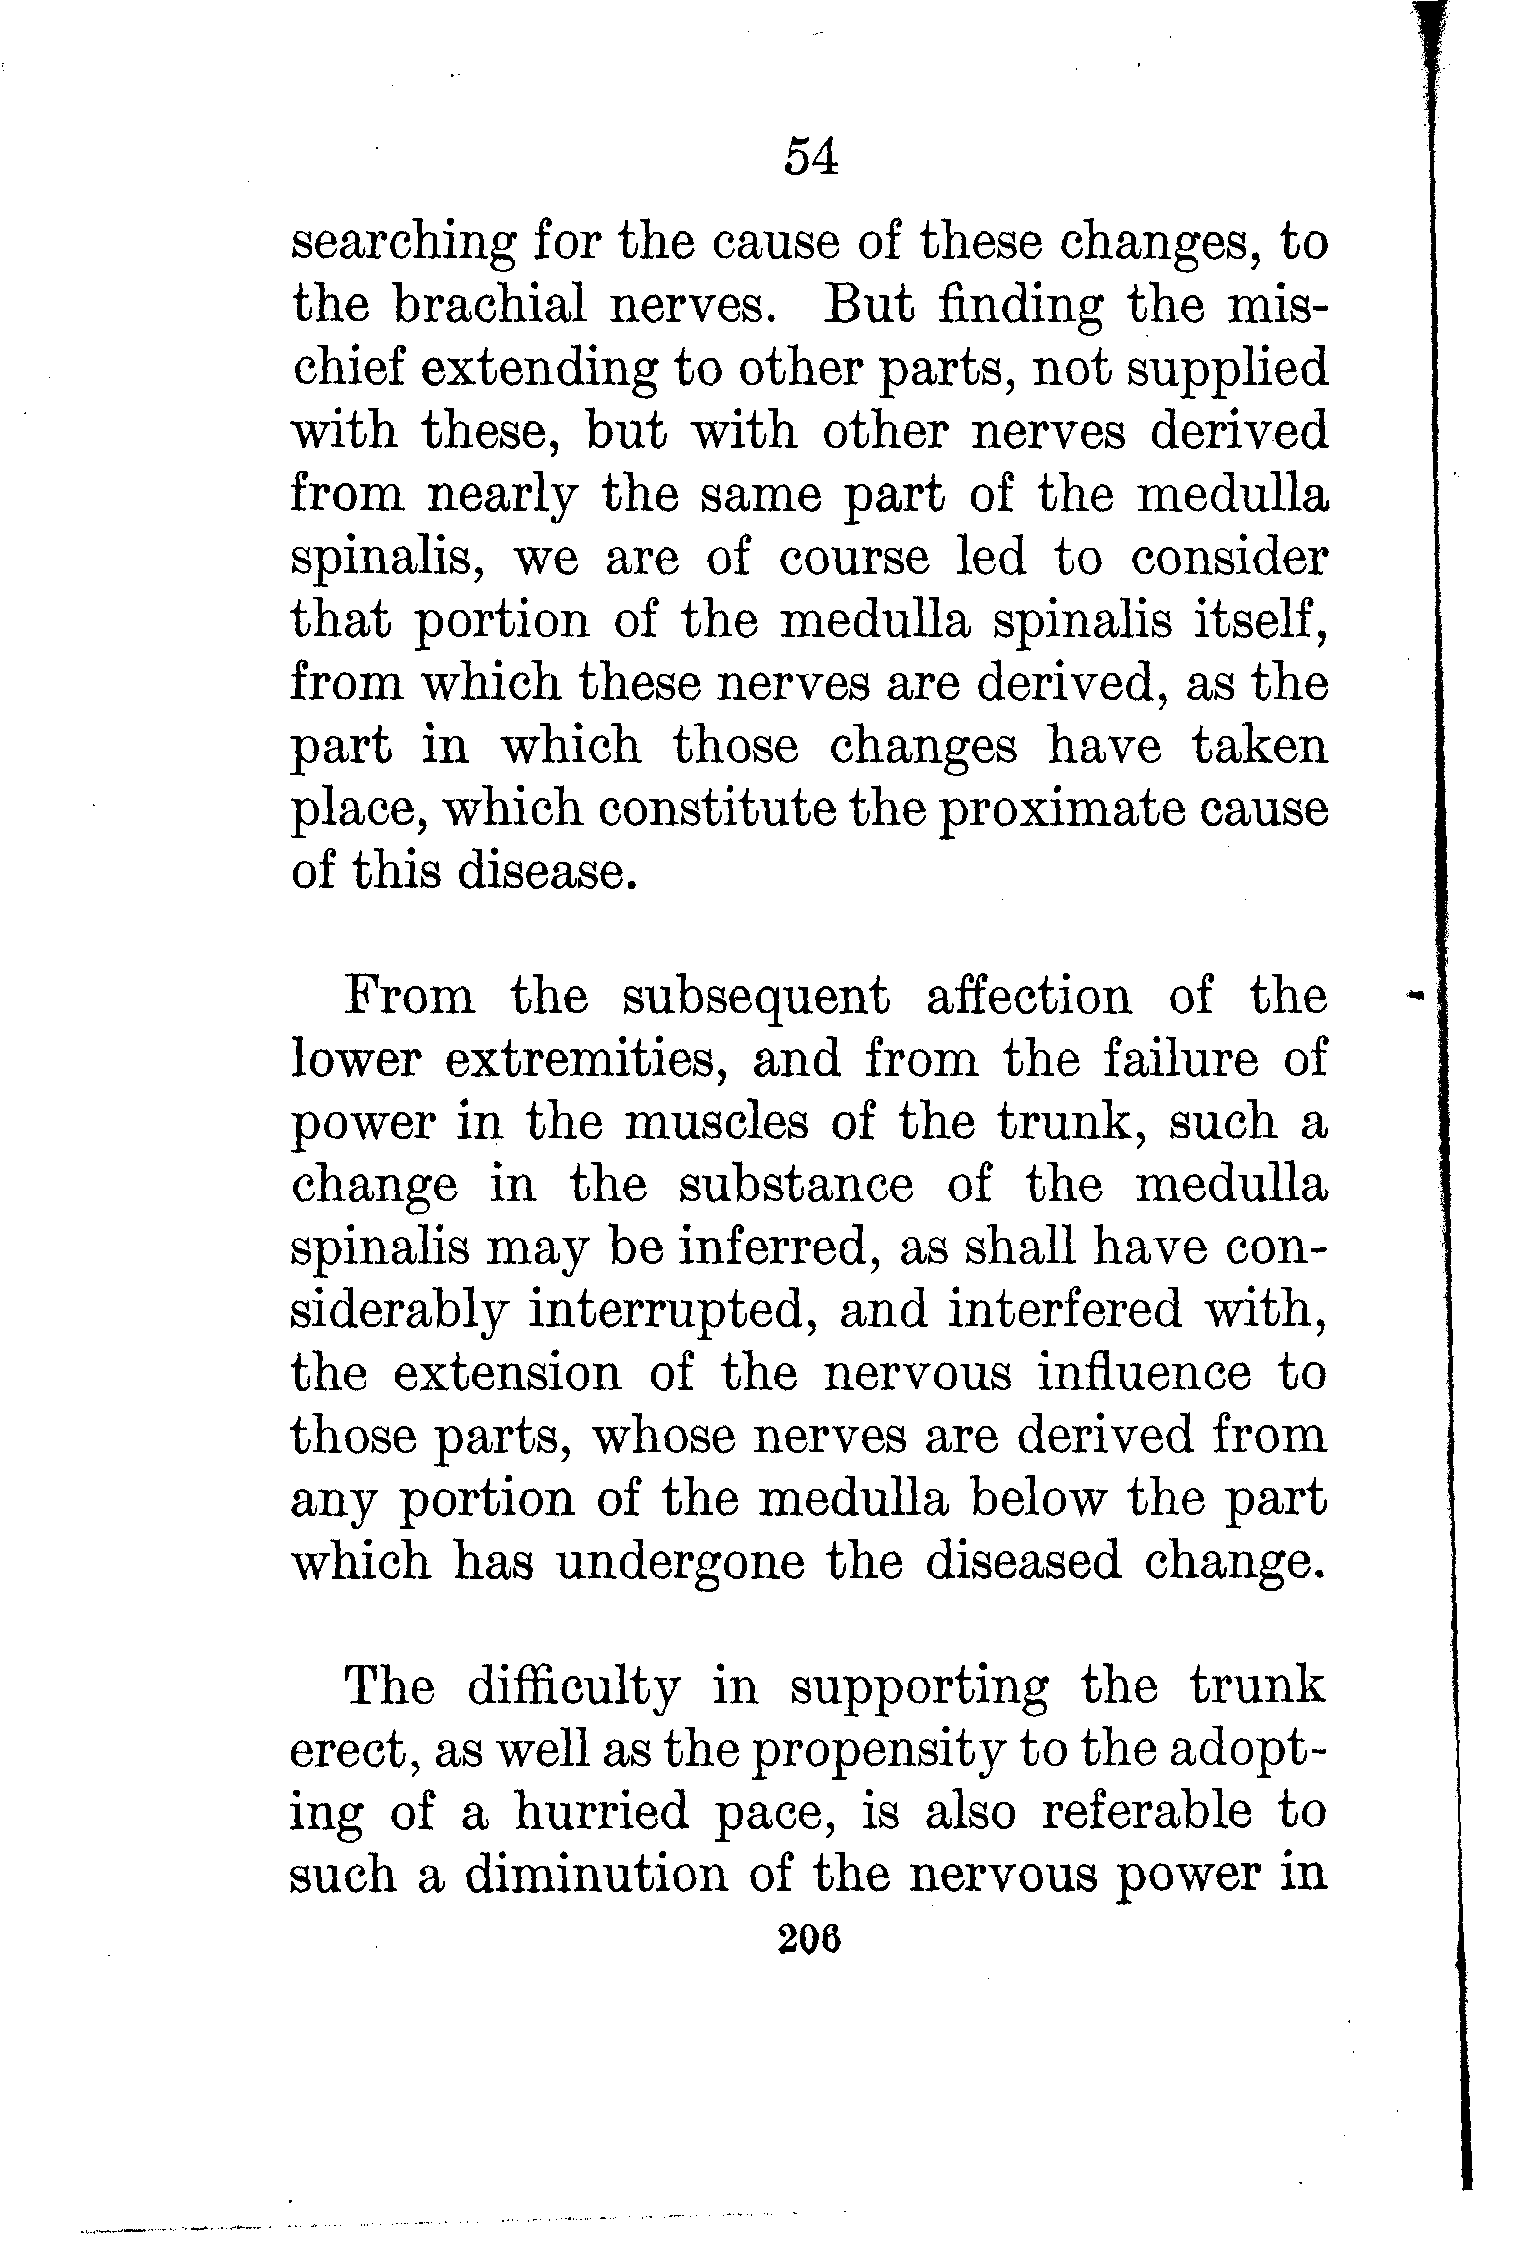 54
searching for the cause of these changes, to
the brachial nerves. But finding the mis-
chief extending to other parts, not supplied
with these, but with other nerves derived
from nearly the same part of the medulla
spinalis, we are of course led to consider
that portion of the medulla spinalis itself,
from which these nerves are derived, as the
part in which those changes have taken
place, which constitute the proximate cause
of this disease.
From the subsequent affection of the
lower extremities, and from the failure of
power in the muscles of the trunk, such a
change in the substance of the medulla
spinalis may be inferred, as shall have con-
siderably interrupted, and interfered with,
the extension of the nervous influence to
those parts, whose nerves are derived from
any portion of the medulla below the part
which has undergone the diseased change.
The difficulty in supporting the trunk
erect, as well as the propensity to the adopt-
ing of a hurried pace, is also referable to
such a diminution of the nervous power in
206